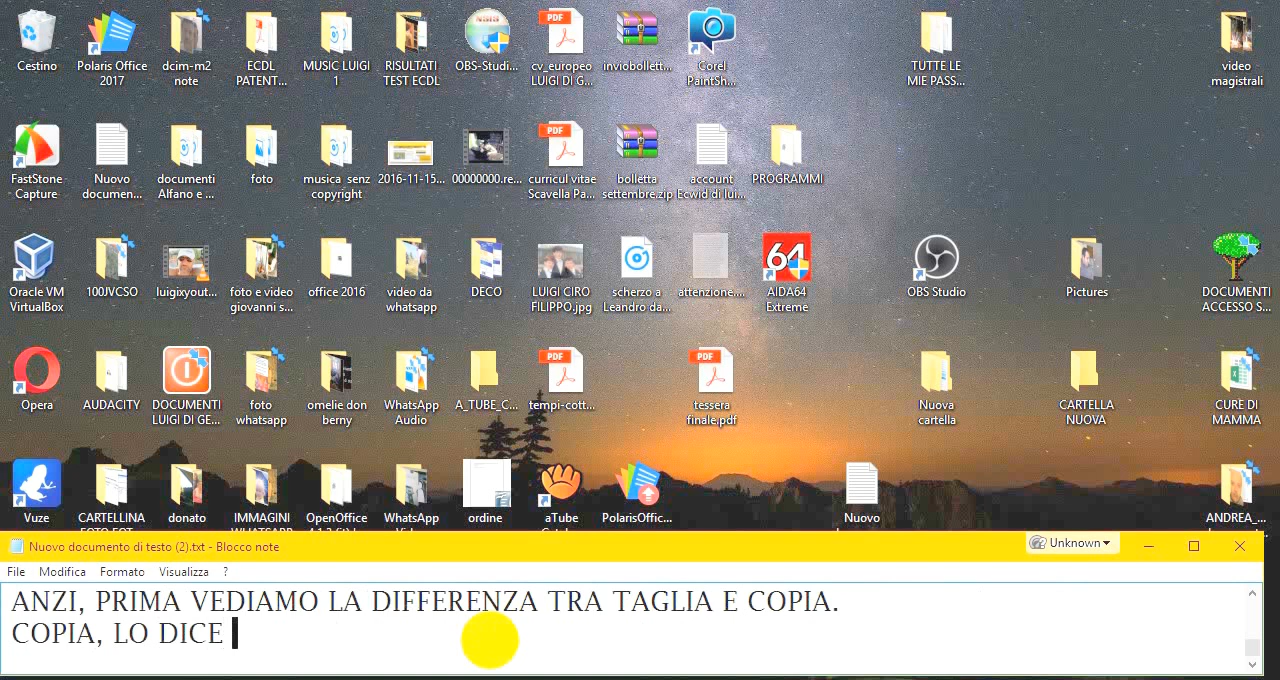 Cestino
Polaris Office
2017
dcim-m2
note
ECDL
PATENT...
MUSIC LUIGI
1
RISULTATI
TEST ECDL
NSIS
OBS-Studi...
PDF
cv_europeo
LUIGI DI G...
inviobollett...
Corel
PaintSh...
TUTTE LE
MIE PASS...
video
magistrali
FastStone
Capture
Nuovo
documen...
documenti
Alfano e ...
foto
musica senz
copyright
2016-11-15...
00000000.re...
PDF
curricul vitae
Scavella Pa...
bolletta
settembre.zip
account
Ecwid di lui...
PROGRAMMI
Oracle VM
VirtualBox
100JVCSO
luigixyout...
foto e video
giovanni s...
office 2016
video da
whatsapp
DECO
LUIGI CIRO
FILIPPO.jpg
scherzo a
Leandro da...
attenzione....
64
AIDA64
Extreme
OBS Studio
Pictures
DOCUMENTI
ACCESSO S...
Opera
AUDACITY
DOCUMENTI
LUIGI DI GE...
foto
whatsapp
omelie don
berny
WhatsApp
Audio
A_TUBE_C...
PDF
tempi-cott...
PDF
tessera
finale.pdf
Nuova
cartella
CARTELLA
NUOVA
CURE DI
MAMMA
Vuze
CARTELLINA
donato
IMMAGINI
WHATSAPP
OpenOffice
WhatsApp
ordine
aTube
PolarisOffic...
Nuovo
ANDREA_...
Nuovo documento di testo (2).txt - Blocco note
Unknown
File Modifica Formato Visualizza ?
ANZI, PRIMA VEDIAMO LA DIFFERENZA TRA TAGLIA E COPIA.
COPIA, LO DICE